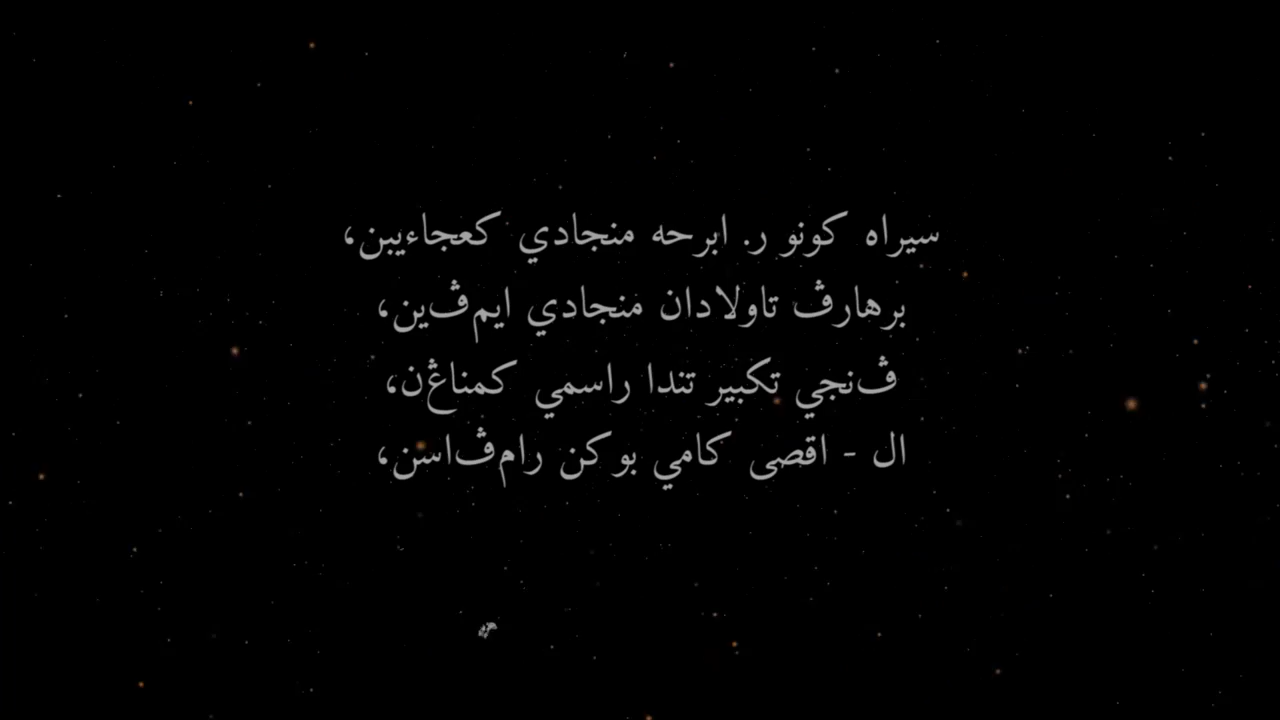 سيراه كونو ر. ابرحه منجادي كعجاءيبن،
برهارڤ تاولادان منجادي ايمڤين،
ڤنجي تكبير تندا راسمي كمناڠن،
ال - اقصى كامي بوكن رامڤاسن،